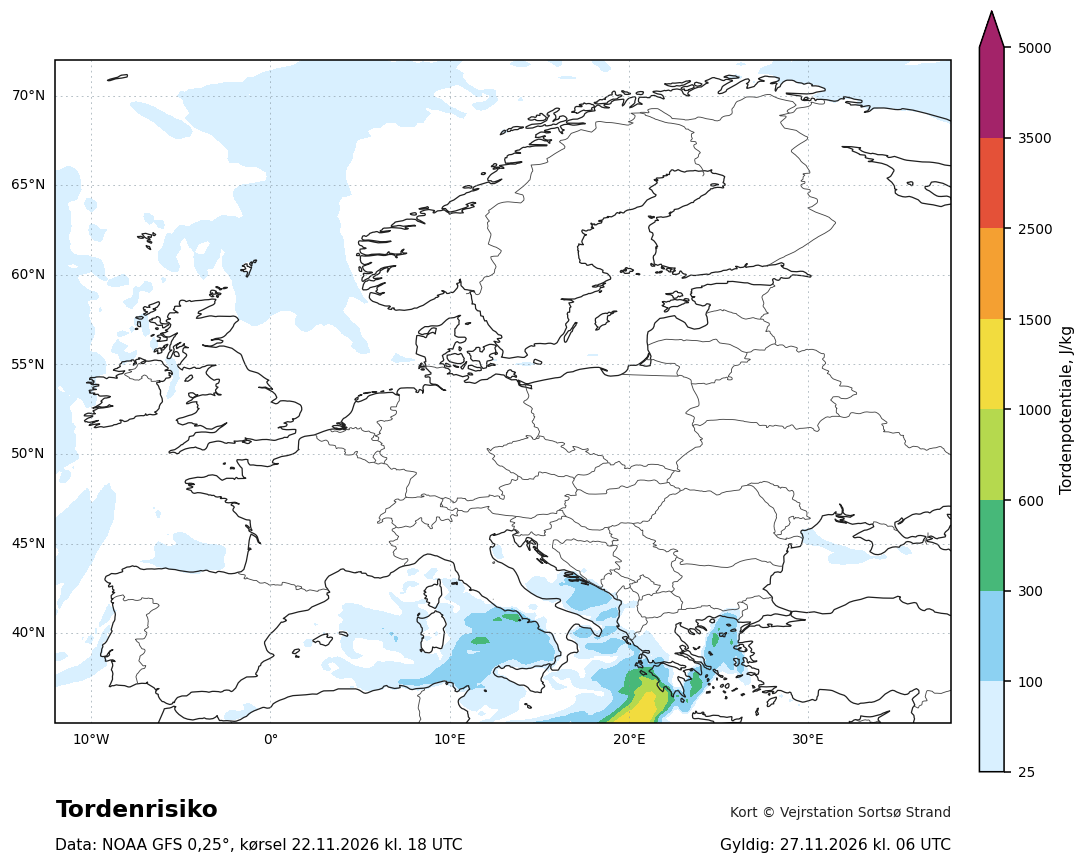 70°N
65°N
60°N
55°N
50°N
45°N
40°N
10°W
0°
10°E
20°E
30°E
5000
3500
2500
1500
1000
600
300
100
25
Tordenpotentiale, J/kg
Tordenrisiko
Kort © Vejrstation Sortsø Strand
Data: NOAA GFS 0,25°, kørsel 22.11.2026 kl. 18 UTC
Gyldig: 27.11.2026 kl. 06 UTC